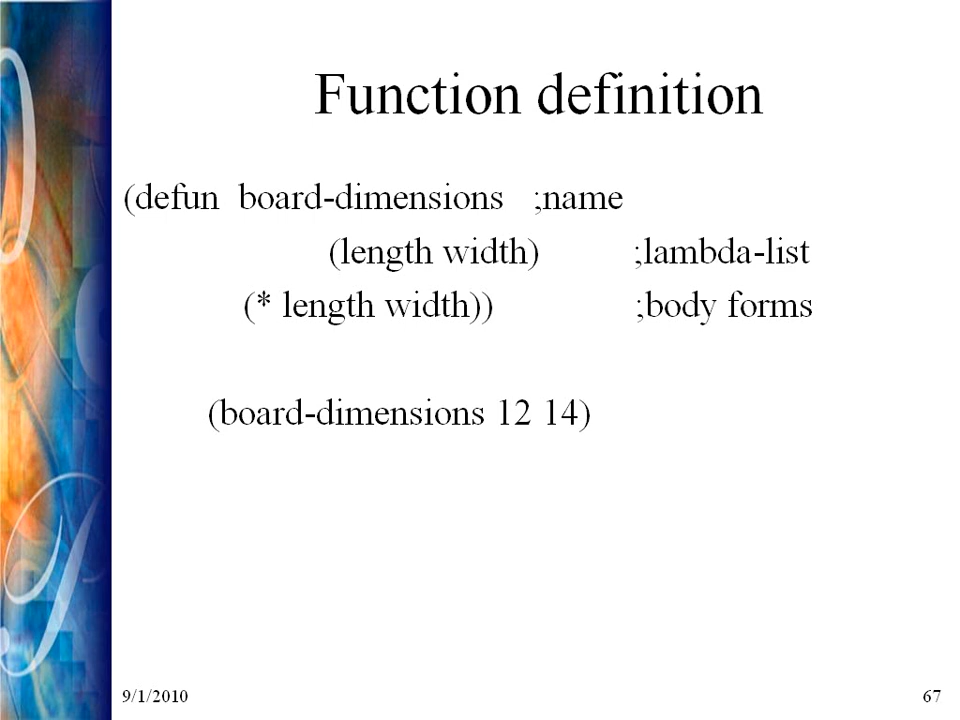 Function definition
(defun board-dimensions ;name
(length width) ;lambda-list
(* length width)) ;body forms
(board-dimensions 12 14)
9/1/2010 67